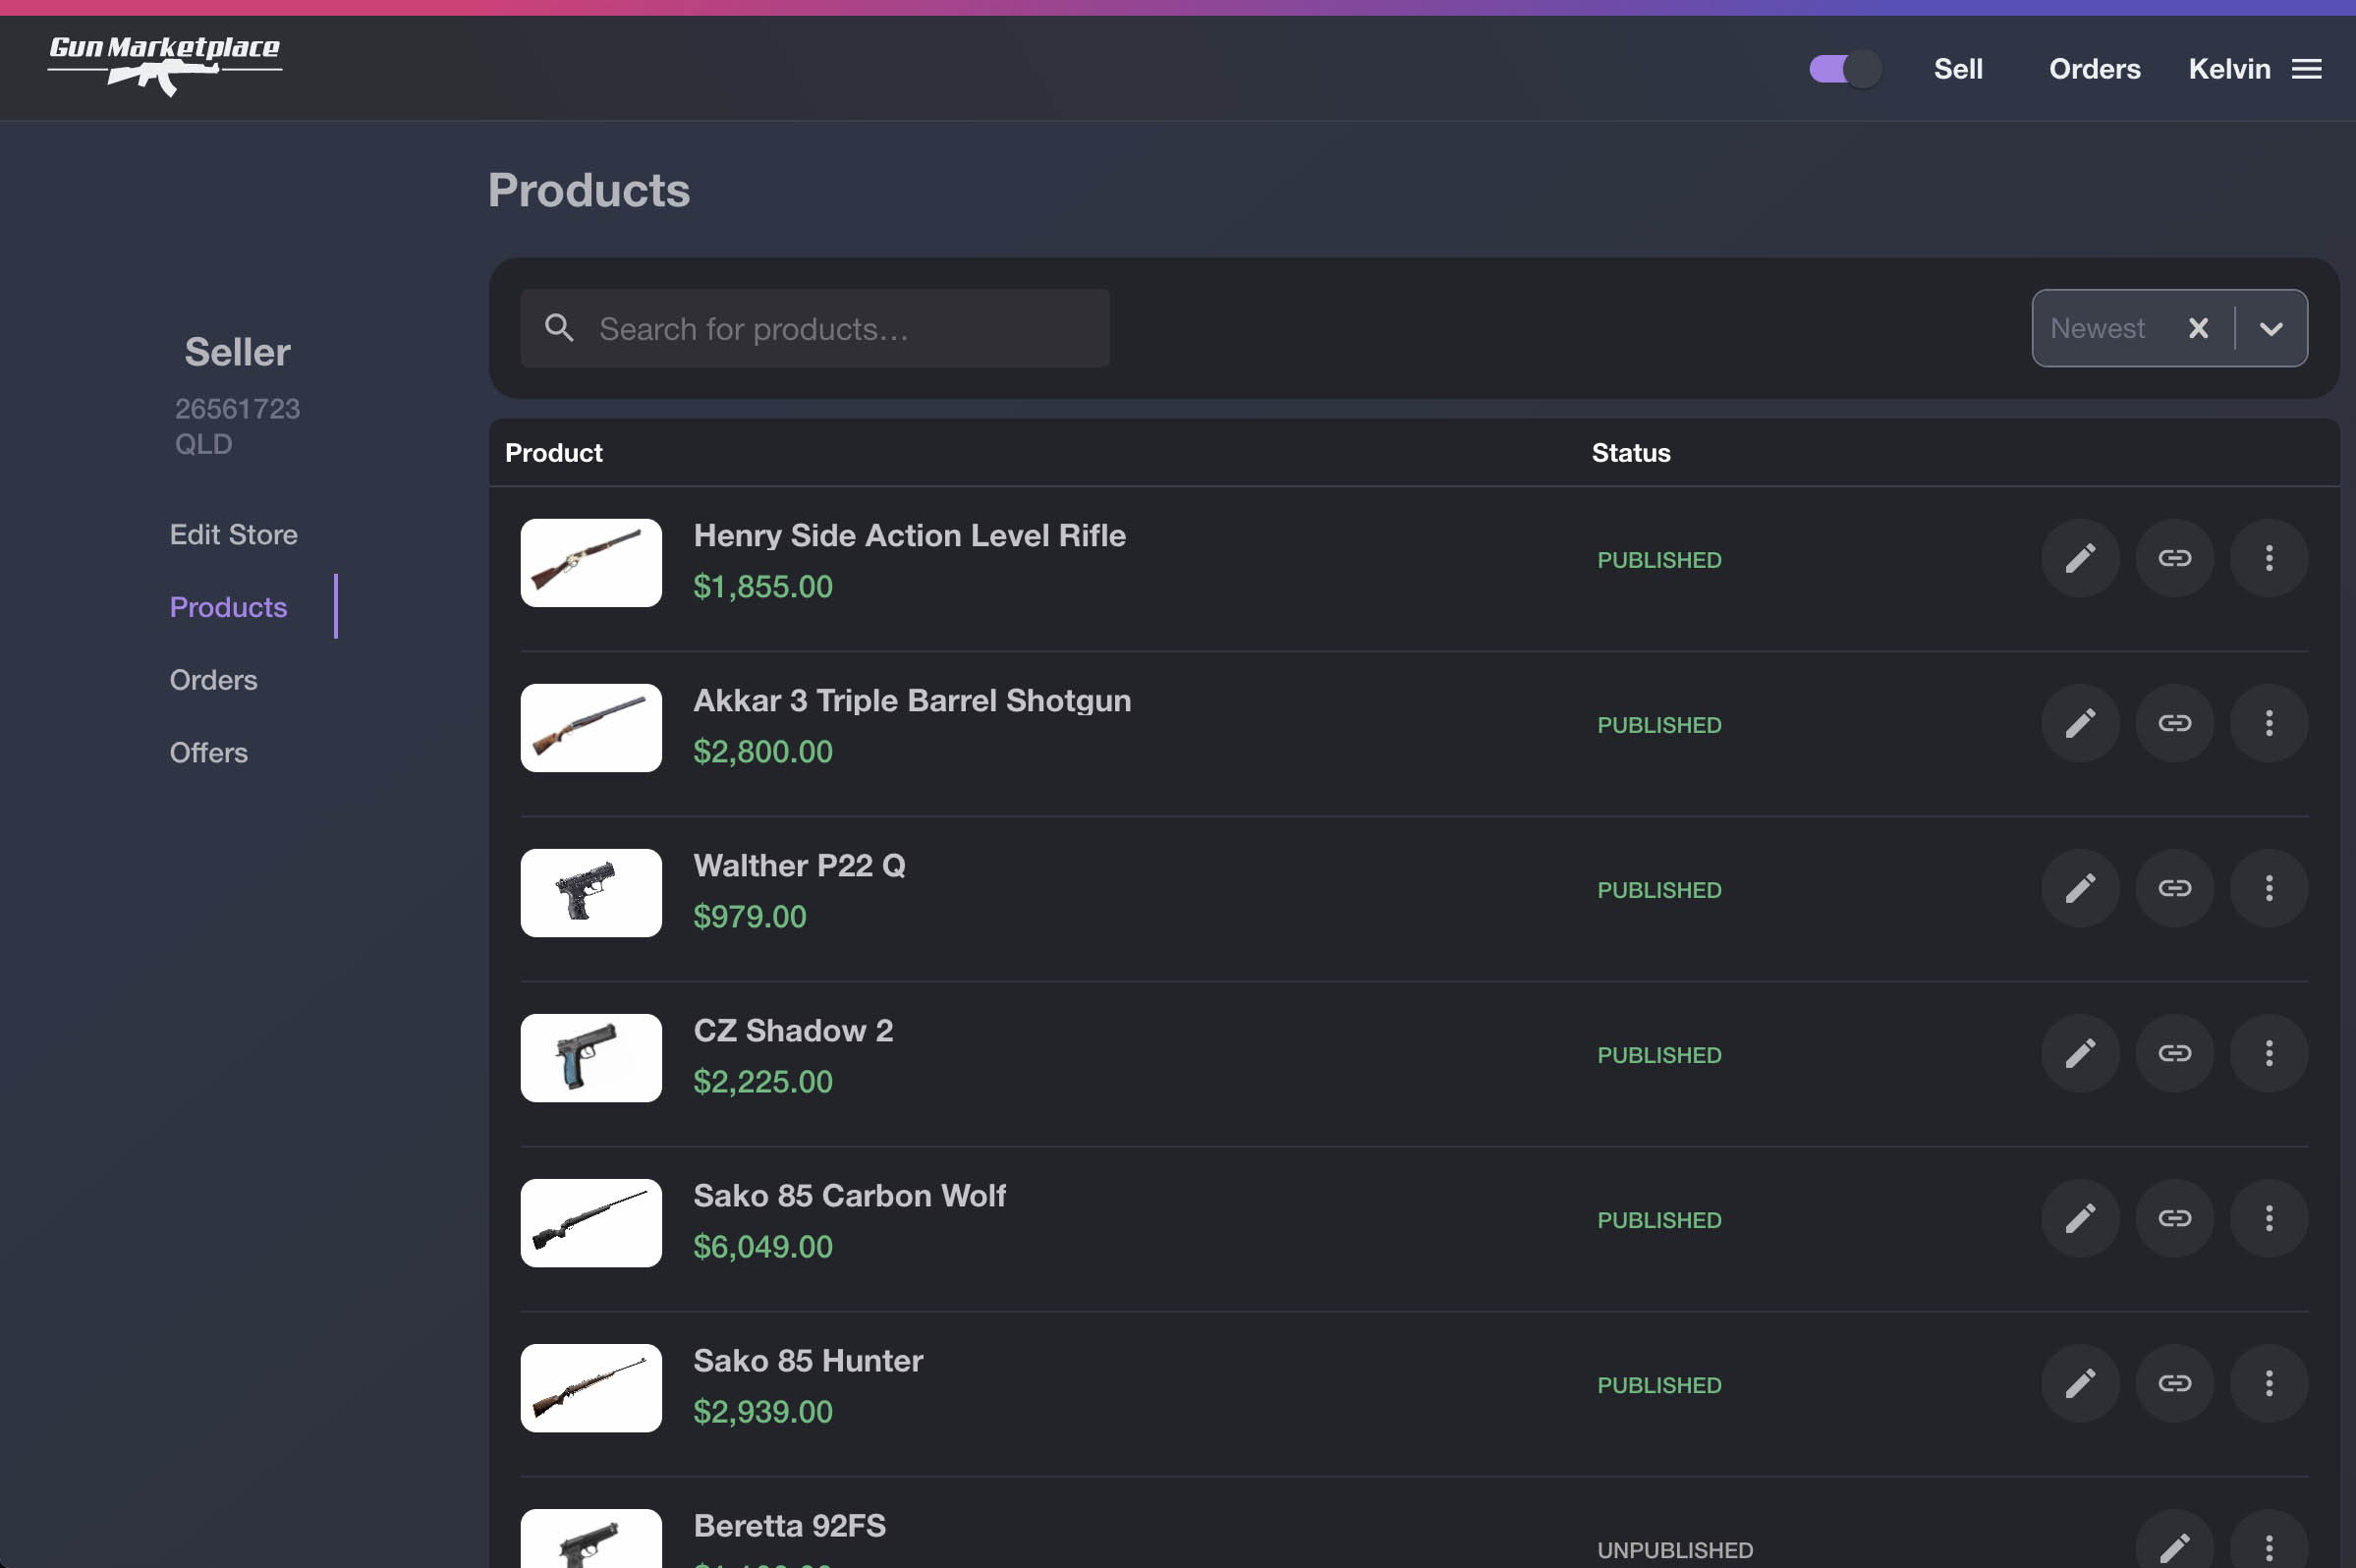 Gun Marketplace
Sell
Orders
Kelvin
Products
Search for products...
Newest
Seller
26561723
QLD
Edit Store
Products
Orders
Offers
Product
Status
Henry Side Action Level Rifle
$1,855.00
PUBLISHED
Akkar 3 Triple Barrel Shotgun
$2,800.00
PUBLISHED
Walther P22 Q
$979.00
PUBLISHED
CZ Shadow 2
$2,225.00
PUBLISHED
Sako 85 Carbon Wolf
$6,049.00
PUBLISHED
Sako 85 Hunter
$2,939.00
PUBLISHED
Beretta 92FS
UNPUBLISHED